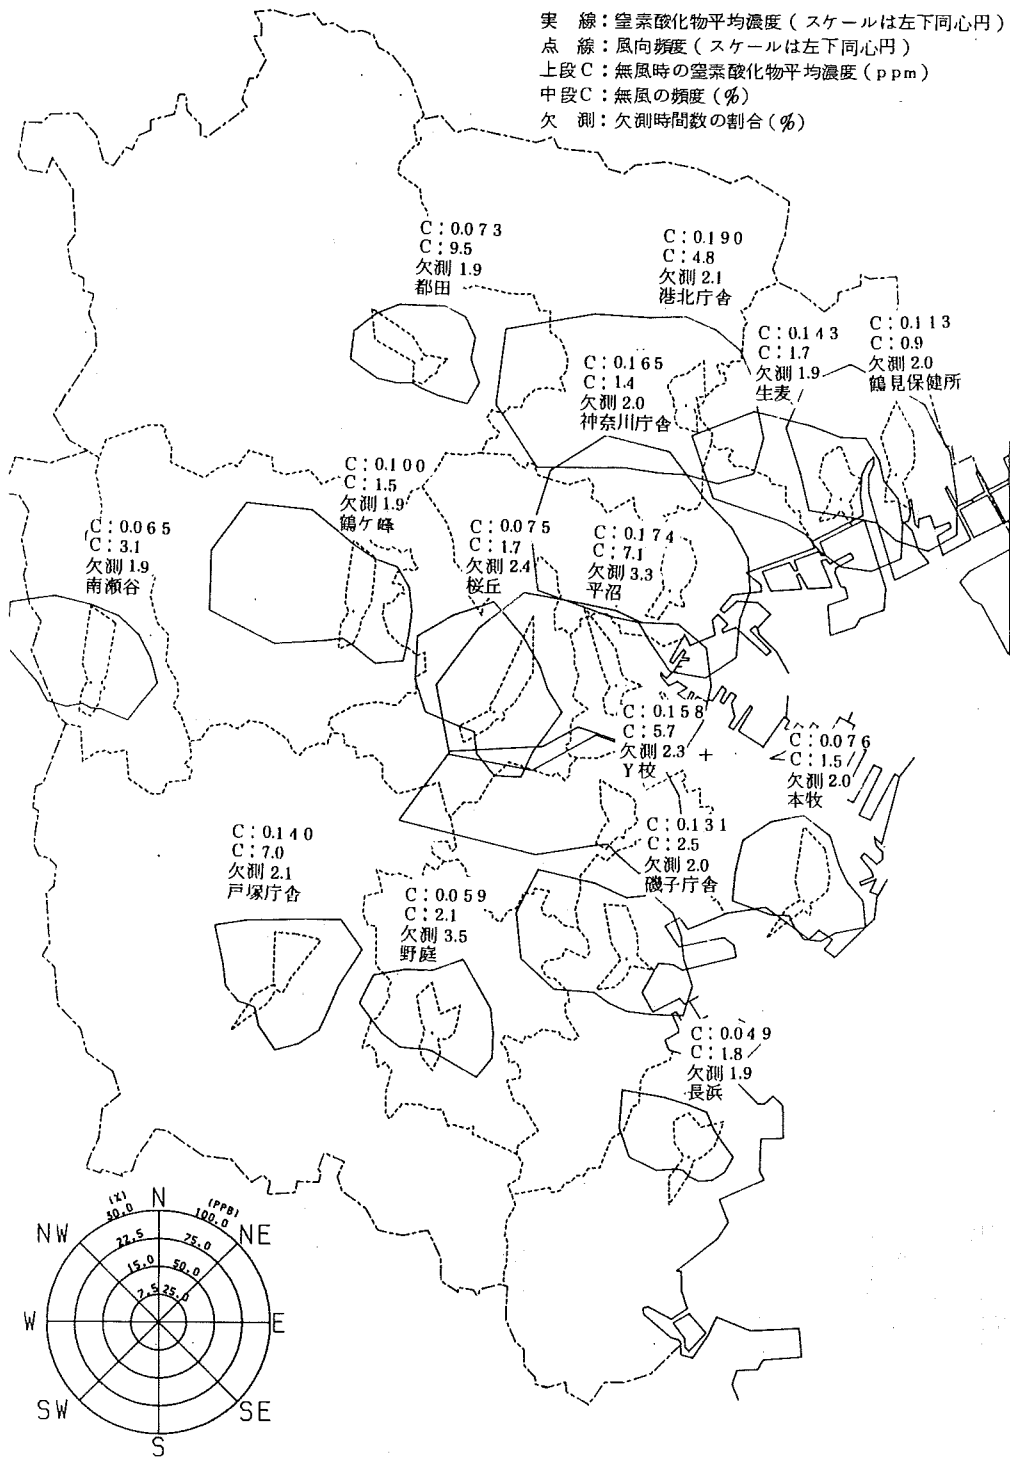 実 線：窒素酸化物平均濃度（スケールは左下同心円）
点 線：風向頻度（スケールは左下同心円）
上段C：無風時の窒素酸化物平均濃度（ppm）
中段C：無風の頻度（%）
欠 測：欠測時間数の割合（%）
C：0.073
C：9.5
欠測 1.9
都田
C：0.190
C：4.8
欠測 2.1
港北庁舎
C：0.143
C：1.7
欠測 1.9
生麦
C：0.113
C：0.9
欠測 2.0
鶴見保健所
C：0.165
C：1.4
欠測 2.0
神奈川庁舎
C：0.100
C：1.5
欠測 1.9
鶴ケ峰
C：0.065
C：3.1
欠測 1.9
南瀬谷
C：0.075
C：1.7
欠測 2.4
桜丘
C：0.174
C：7.1
欠測 3.3
平沼
C：0.158
C：5.7
欠測 2.3
Y校
C：0.076
C：1.5
欠測 2.0
本牧
C：0.140
C：7.0
欠測 2.1
戸塚庁舎
C：0.131
C：2.5
欠測 2.0
磯子庁舎
C：0.059
C：2.1
欠測 3.5
野庭
C：0.049
C：1.8
欠測 1.9
長浜
N
(%) (PPB)
30.0 100.0
NW NE
22.5 75.0
15.0 50.0
7.5 25.0
W E
SW SE
S